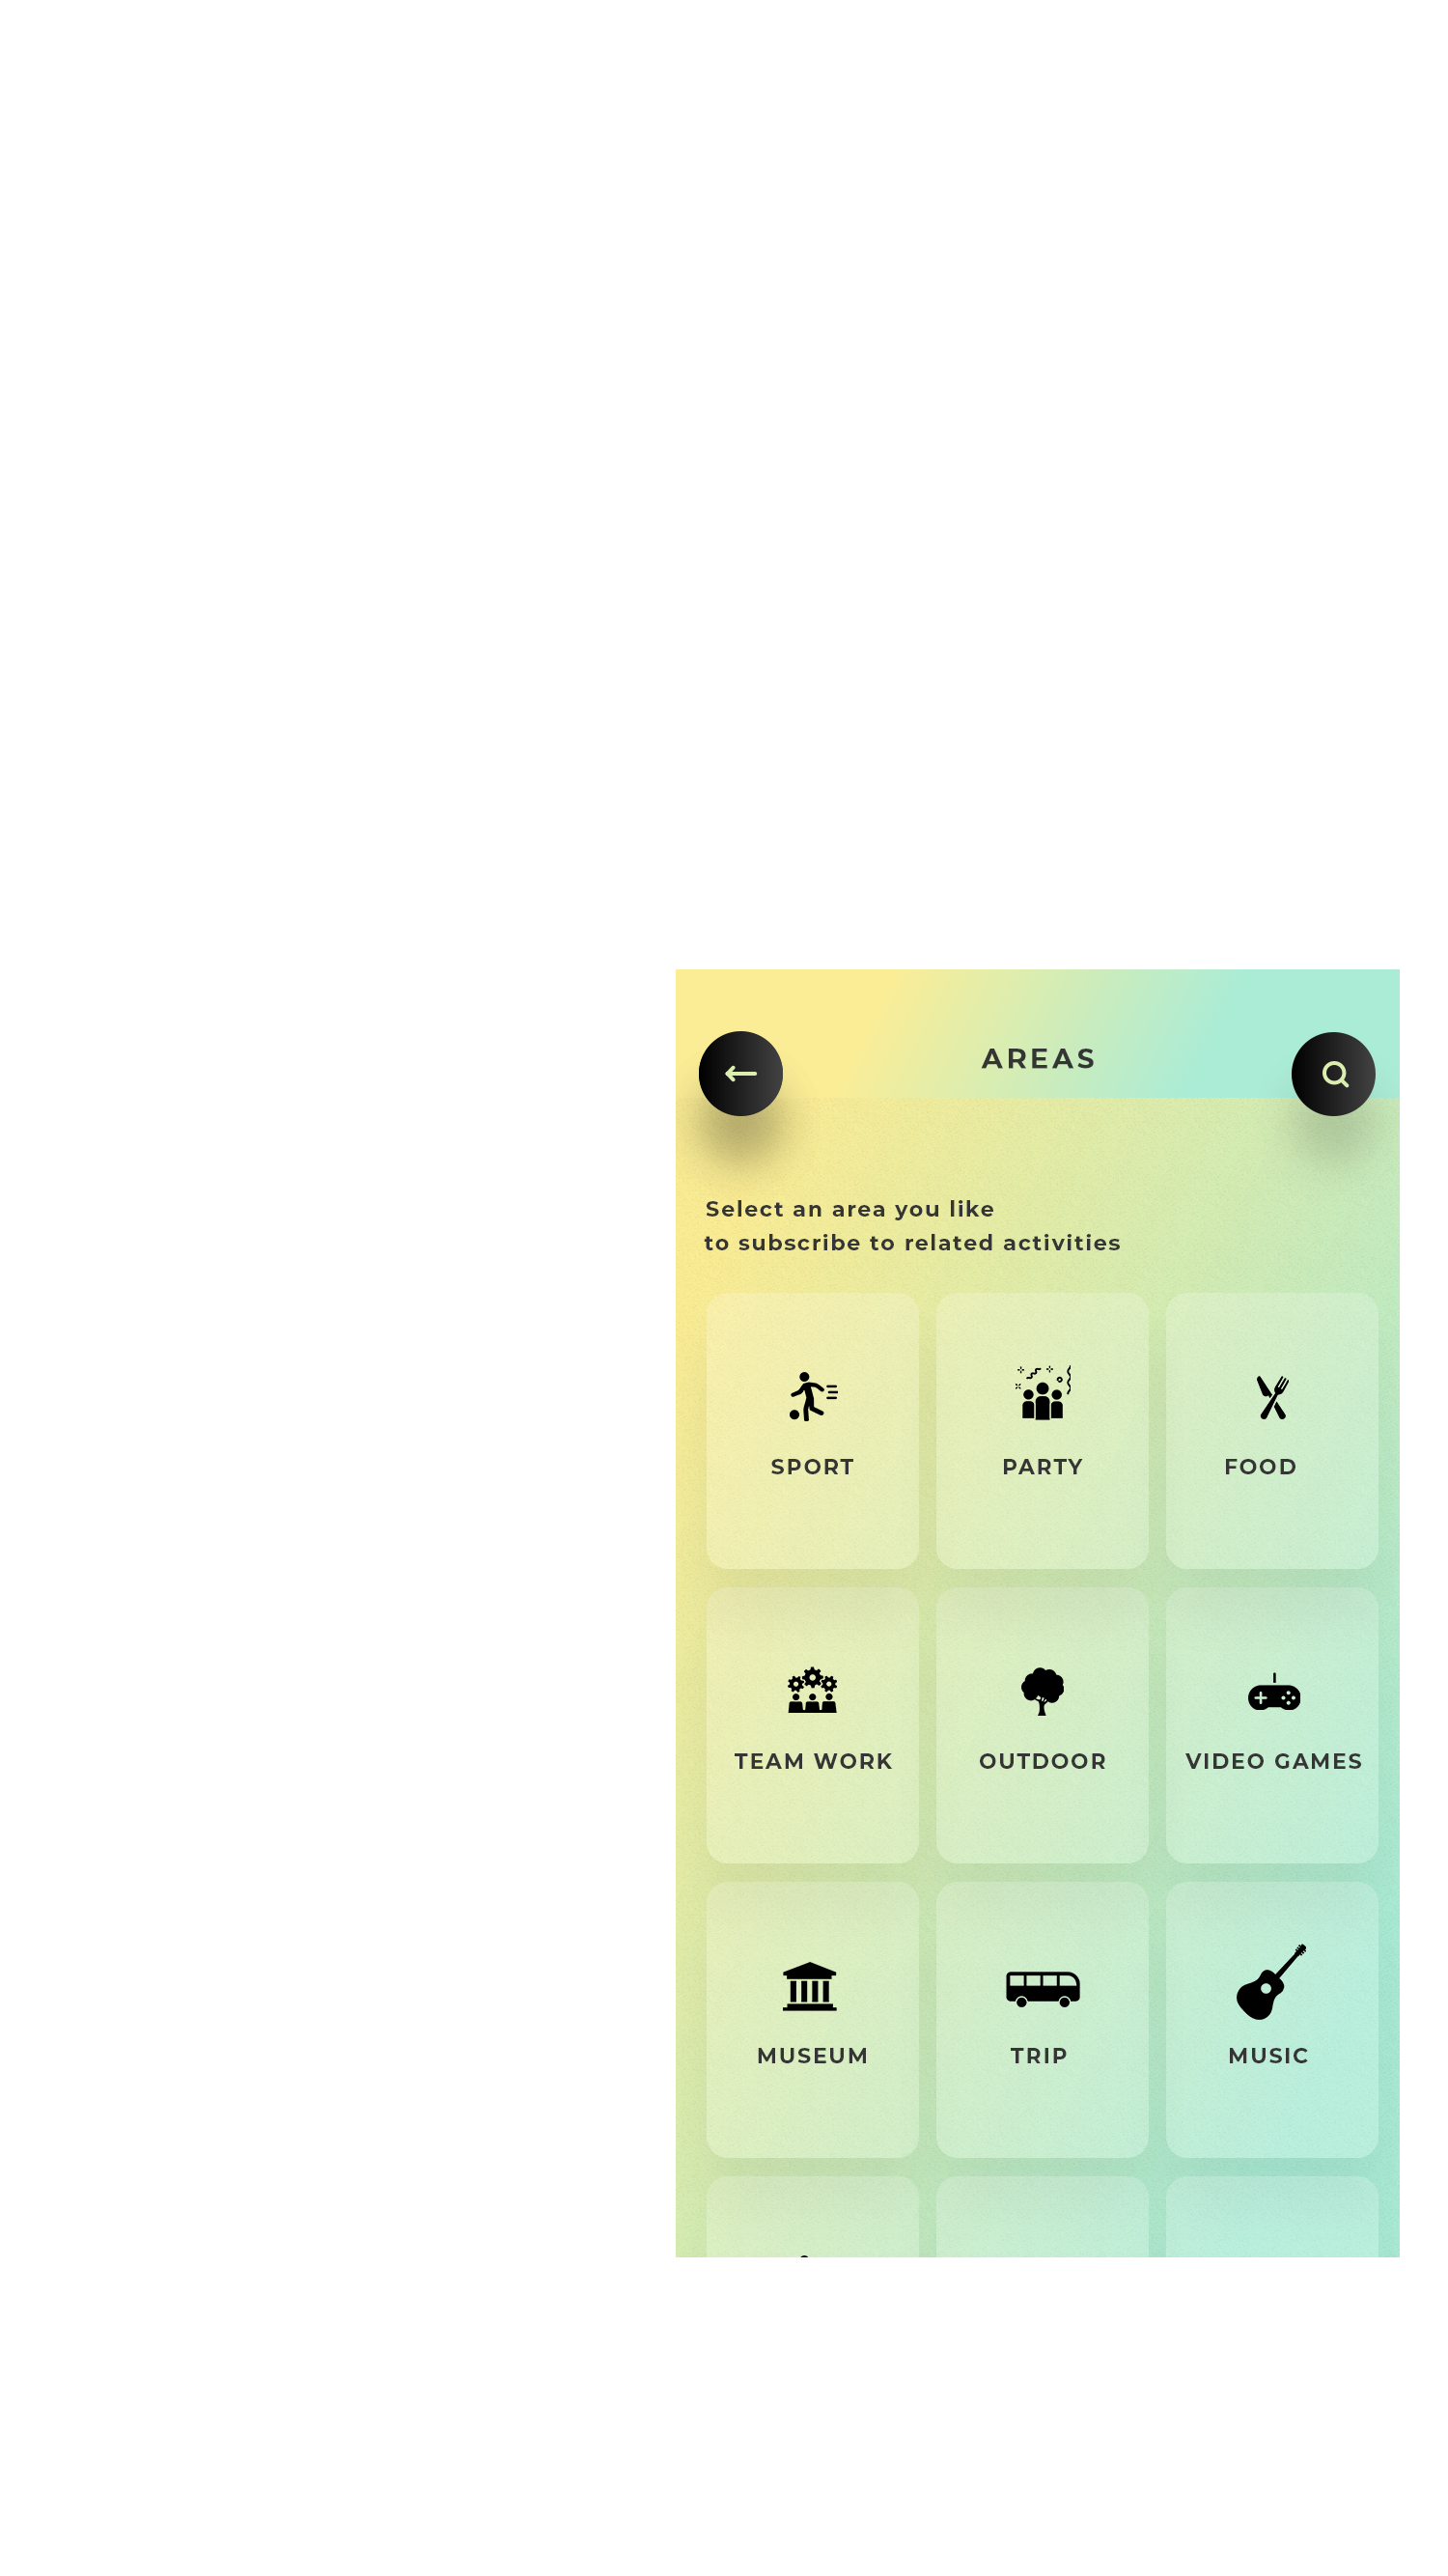 AREAS
Select an area you like
to subscribe to related activities
SPORT
PARTY
FOOD
TEAM WORK
OUTDOOR
VIDEO GAMES
MUSEUM
TRIP
MUSIC